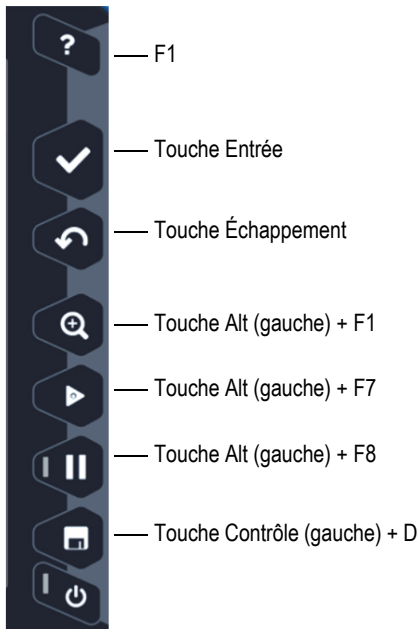 ?
F1
Touche Entrée
Touche Échappement
Touche Alt (gauche) + F1
Touche Alt (gauche) + F7
Touche Alt (gauche) + F8
Touche Contrôle (gauche) + D